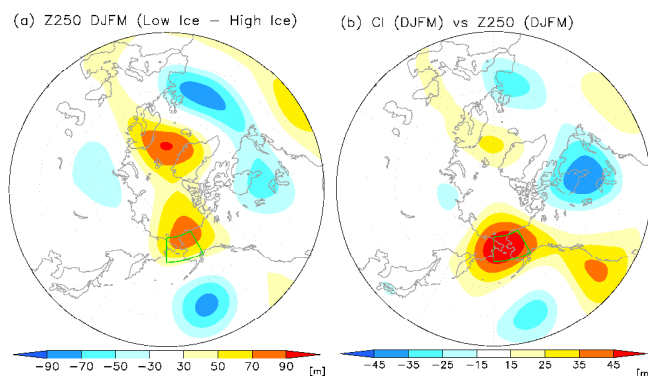 (a) Z250 DJFM (Low Ice − High Ice)
(b) CI (DJFM) vs Z250 (DJFM)
−90 −70 −50 −30 30 50 70 90 [m]
−45 −35 −25 −15 15 25 35 45 [m]